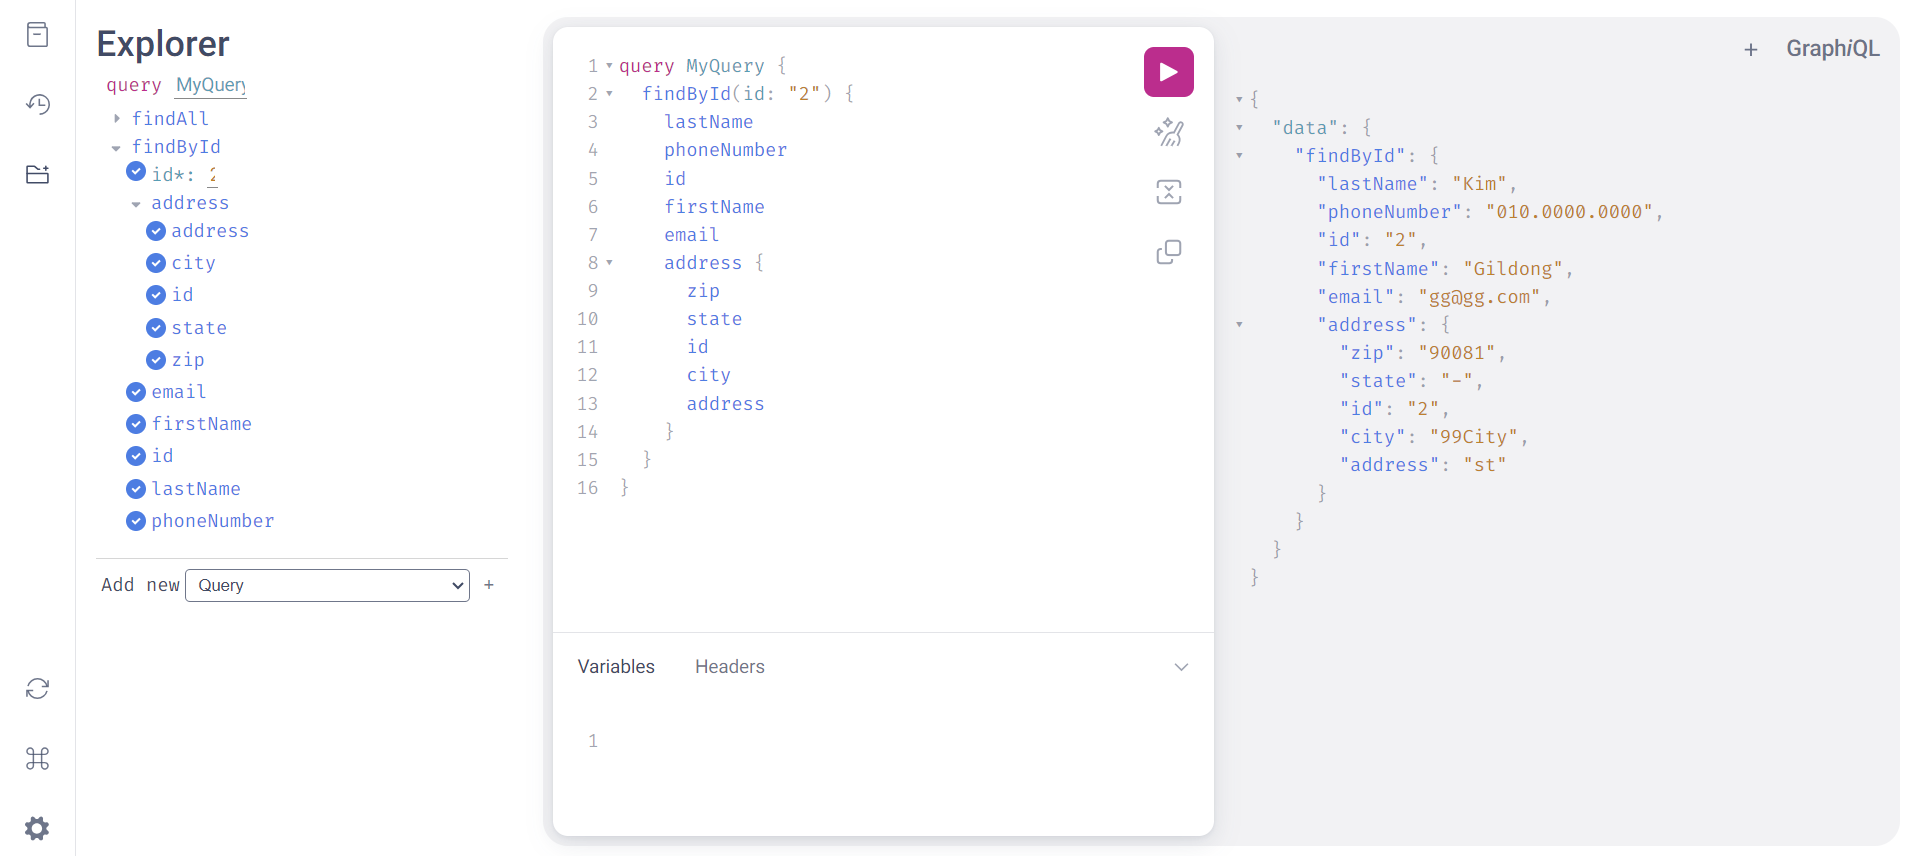 Explorer
query MyQuery
findAll
findById
id*: 2
address
address
city
id
state
zip
email
firstName
id
lastName
phoneNumber
Add new Query +
1 query MyQuery {
2 findById(id: "2") {
3 lastName
4 phoneNumber
5 id
6 firstName
7 email
8 address {
9 zip
10 state
11 id
12 city
13 address
14 }
15 }
16 }
Variables Headers
1
+ GraphiQL
{
"data": {
"findById": {
"lastName": "Kim",
"phoneNumber": "010.0000.0000",
"id": "2",
"firstName": "Gildong",
"email": "gg@gg.com",
"address": {
"zip": "90081",
"state": "-",
"id": "2",
"city": "99City",
"address": "st"
}
}
}
}